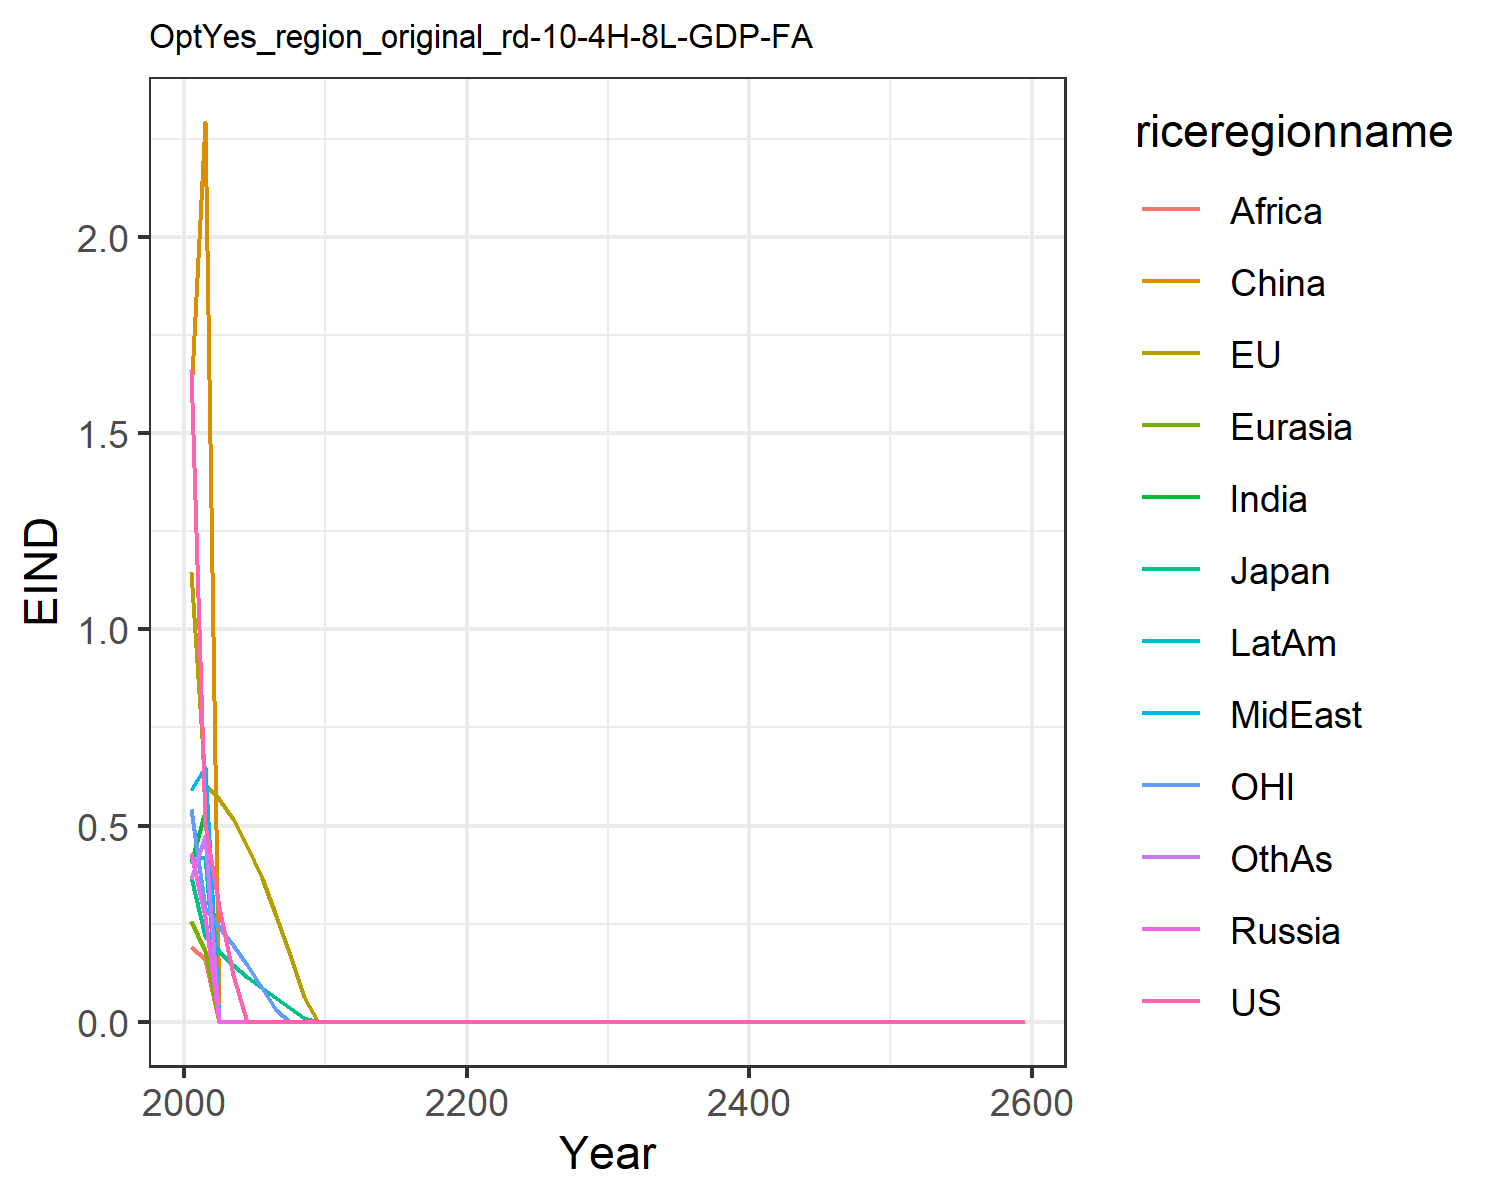 OptYes_region_original_rd-10-4H-8L-GDP-FA
EIND
2.0
1.5
1.0
0.5
0.0
2000
2200
2400
2600
Year
riceregionname
Africa
China
EU
Eurasia
India
Japan
LatAm
MidEast
OHI
OthAs
Russia
US